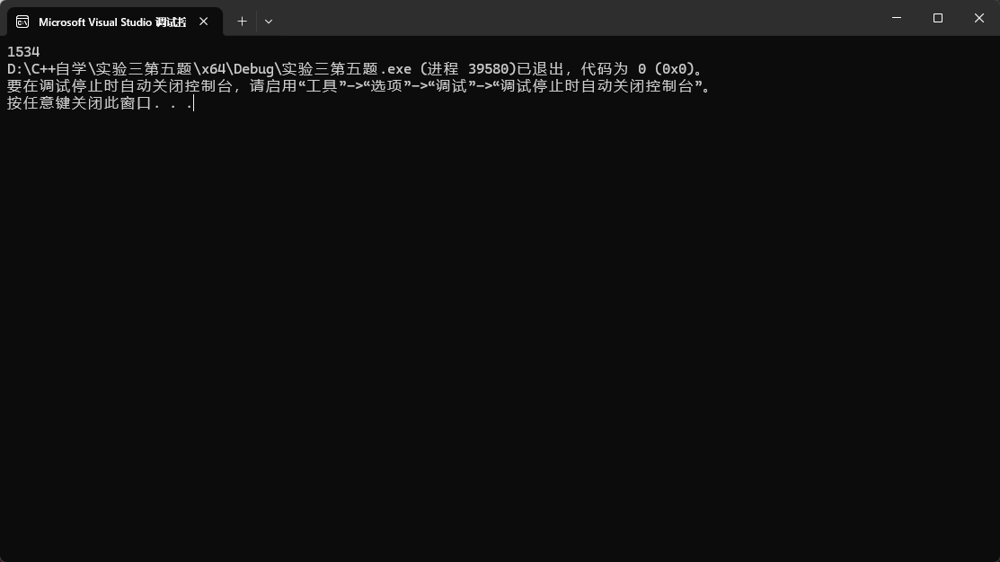 Microsoft Visual Studio 调试控
1534
D:\C++自学\实验三第五题\x64\Debug\实验三第五题.exe (进程 39580)已退出，代码为 0 (0x0)。
要在调试停止时自动关闭控制台，请启用“工具”->“选项”->“调试”->“调试停止时自动关闭控制台”。
按任意键关闭此窗口. . .